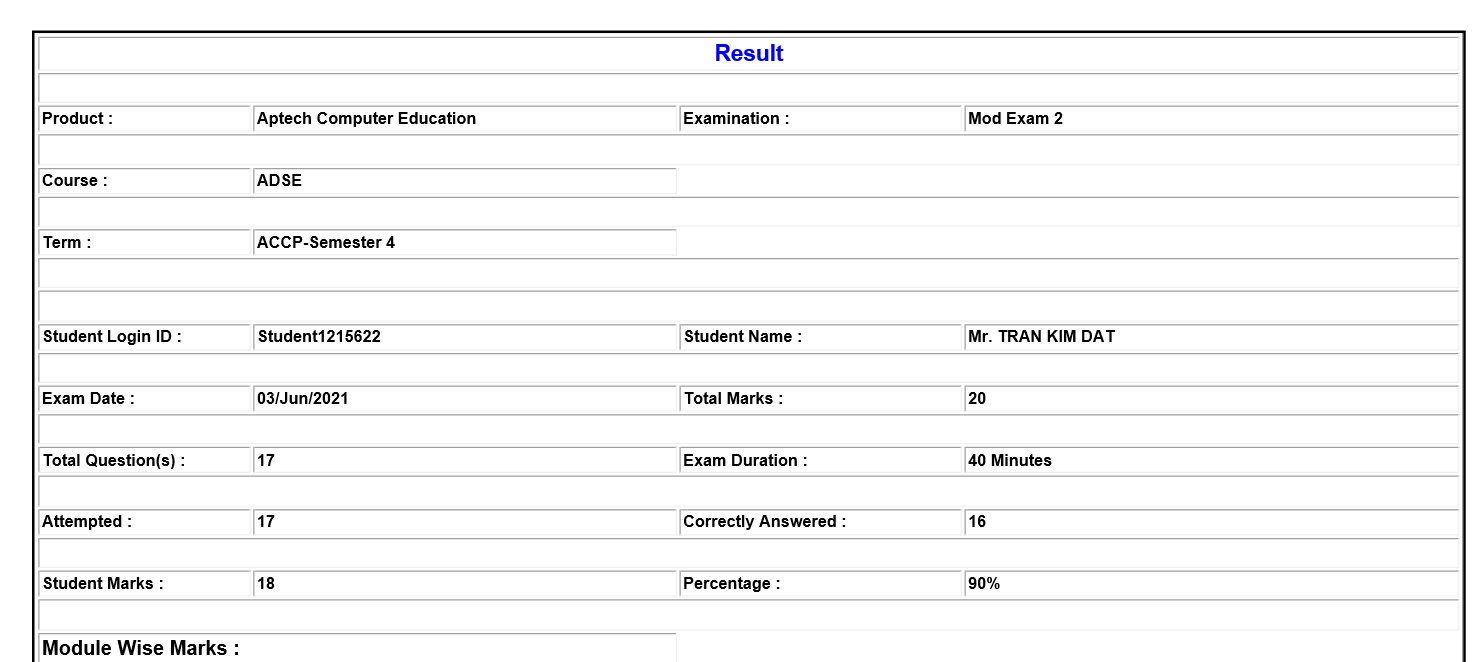 Result
Product : Aptech Computer Education Examination : Mod Exam 2
Course : ADSE
Term : ACCP-Semester 4
Student Login ID : Student1215622 Student Name : Mr. TRAN KIM DAT
Exam Date : 03/Jun/2021 Total Marks : 20
Total Question(s) : 17 Exam Duration : 40 Minutes
Attempted : 17 Correctly Answered : 16
Student Marks : 18 Percentage : 90%
Module Wise Marks :